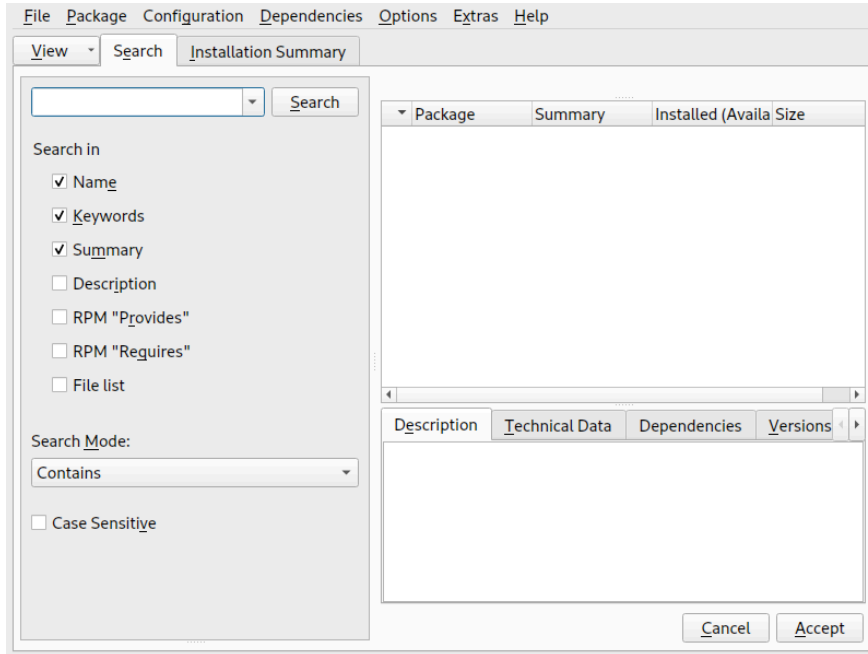 File Package Configuration Dependencies Options Extras Help
View Search Installation Summary
Search
Search in
Name
Keywords
Summary
Description
RPM "Provides"
RPM "Requires"
File list
Search Mode:
Contains
Case Sensitive
Package Summary Installed (Availa Size
Description Technical Data Dependencies Versions
Cancel Accept